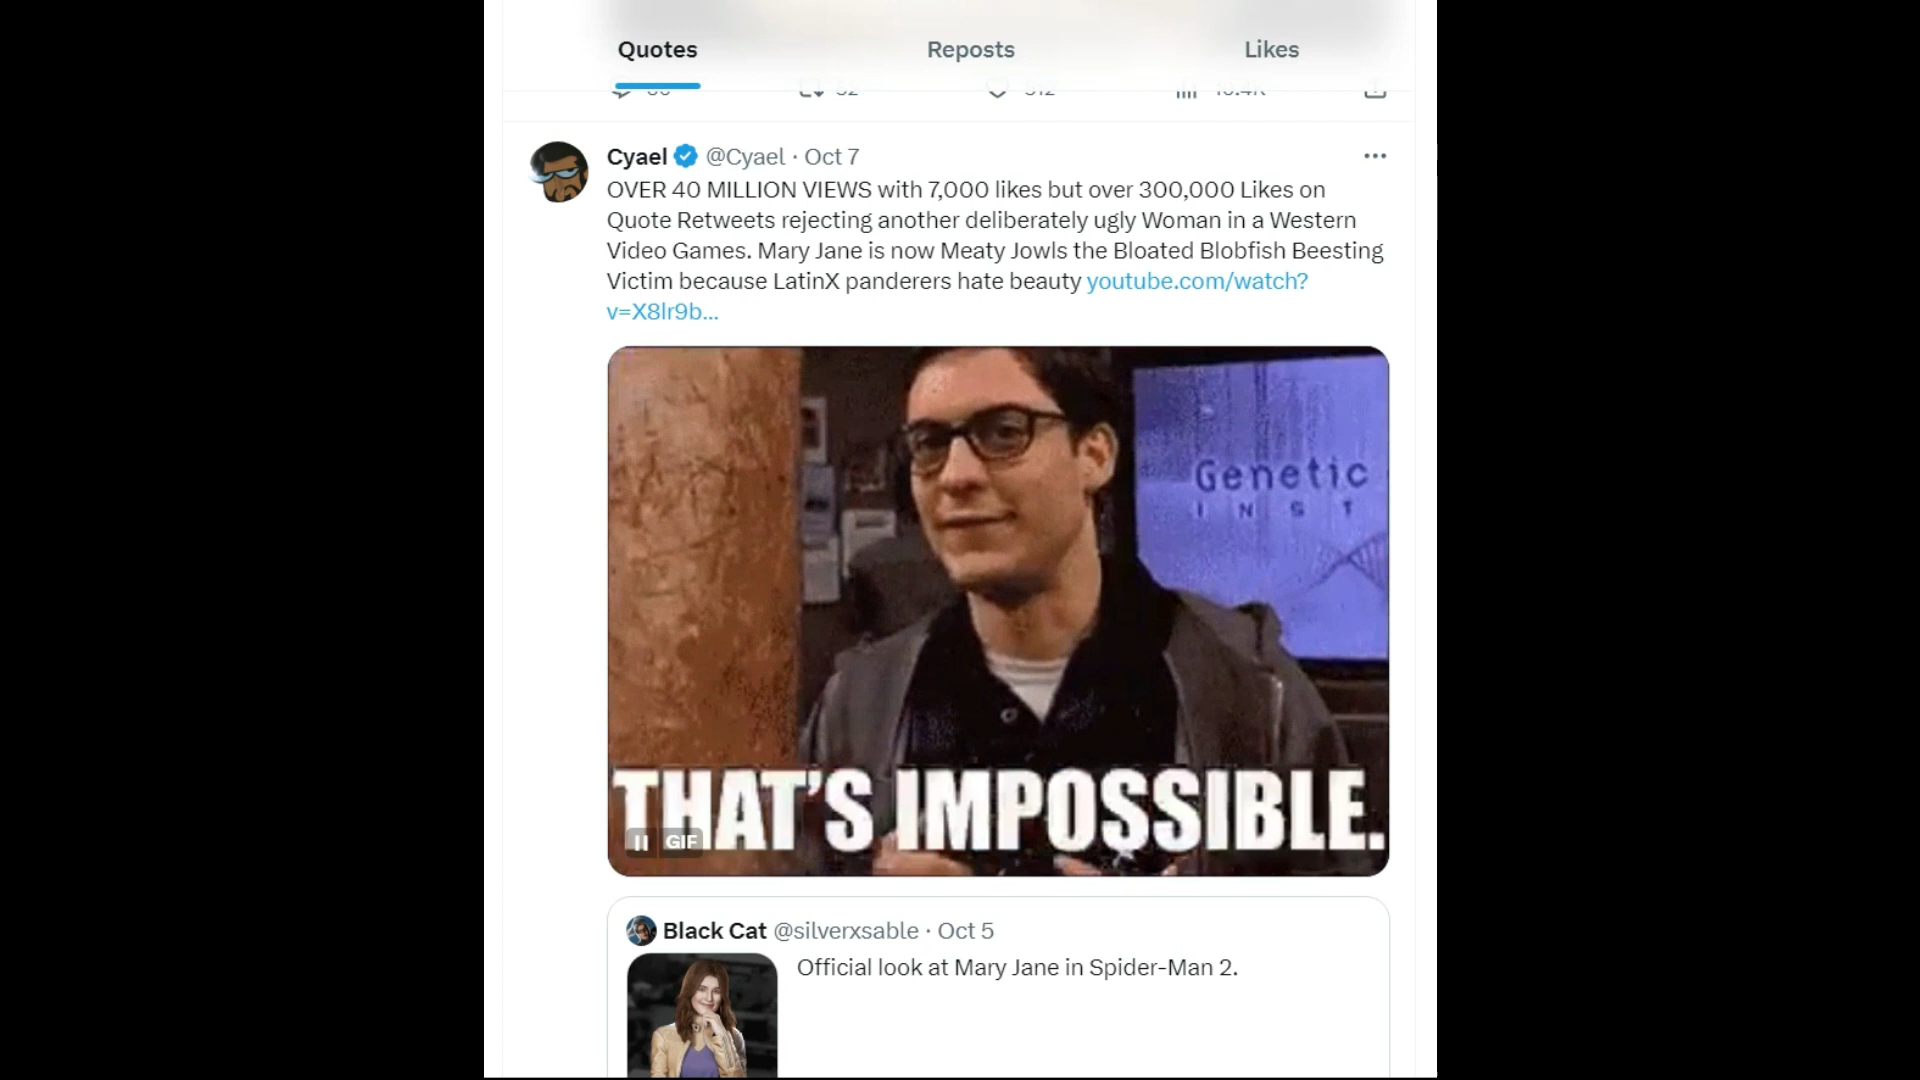 Quotes Reposts Likes
Cyael @Cyael · Oct 7
OVER 40 MILLION VIEWS with 7,000 likes but over 300,000 Likes on
Quote Retweets rejecting another deliberately ugly Woman in a Western
Video Games. Mary Jane is now Meaty Jowls the Bloated Blobfish Beesting
Victim because LatinX panderers hate beauty youtube.com/watch?
v=X8lr9b...
Genetic
INST
THAT'S IMPOSSIBLE.
GIF
Black Cat @silverxsable · Oct 5
Official look at Mary Jane in Spider-Man 2.